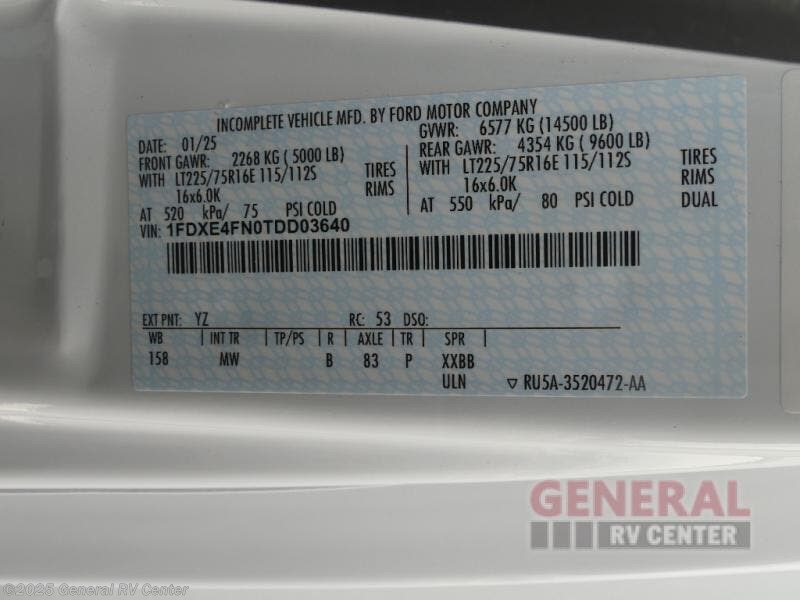 INCOMPLETE VEHICLE MFD. BY FORD MOTOR COMPANY
DATE: 01/25 GVWR: 6577 KG (14500 LB)
FRONT GAWR: 2268 KG ( 5000 LB) REAR GAWR: 4354 KG ( 9600 LB)
WITH LT225/75R16E 115/112S TIRES WITH LT225/75R16E 115/112S TIRES
16x6.0K RIMS 16x6.0K RIMS
AT 520 kPa/ 75 PSI COLD AT 550 kPa/ 80 PSI COLD DUAL
VIN: 1FDXE4FN0TDD03640
EXT PNT: YZ RC: 53 DSO:
WB INT TR TP/PS R AXLE TR SPR
158 MW B 83 P XXBB
ULN ▽ RU5A-3520472-AA
GENERAL
RV CENTER
©2025 General RV Center